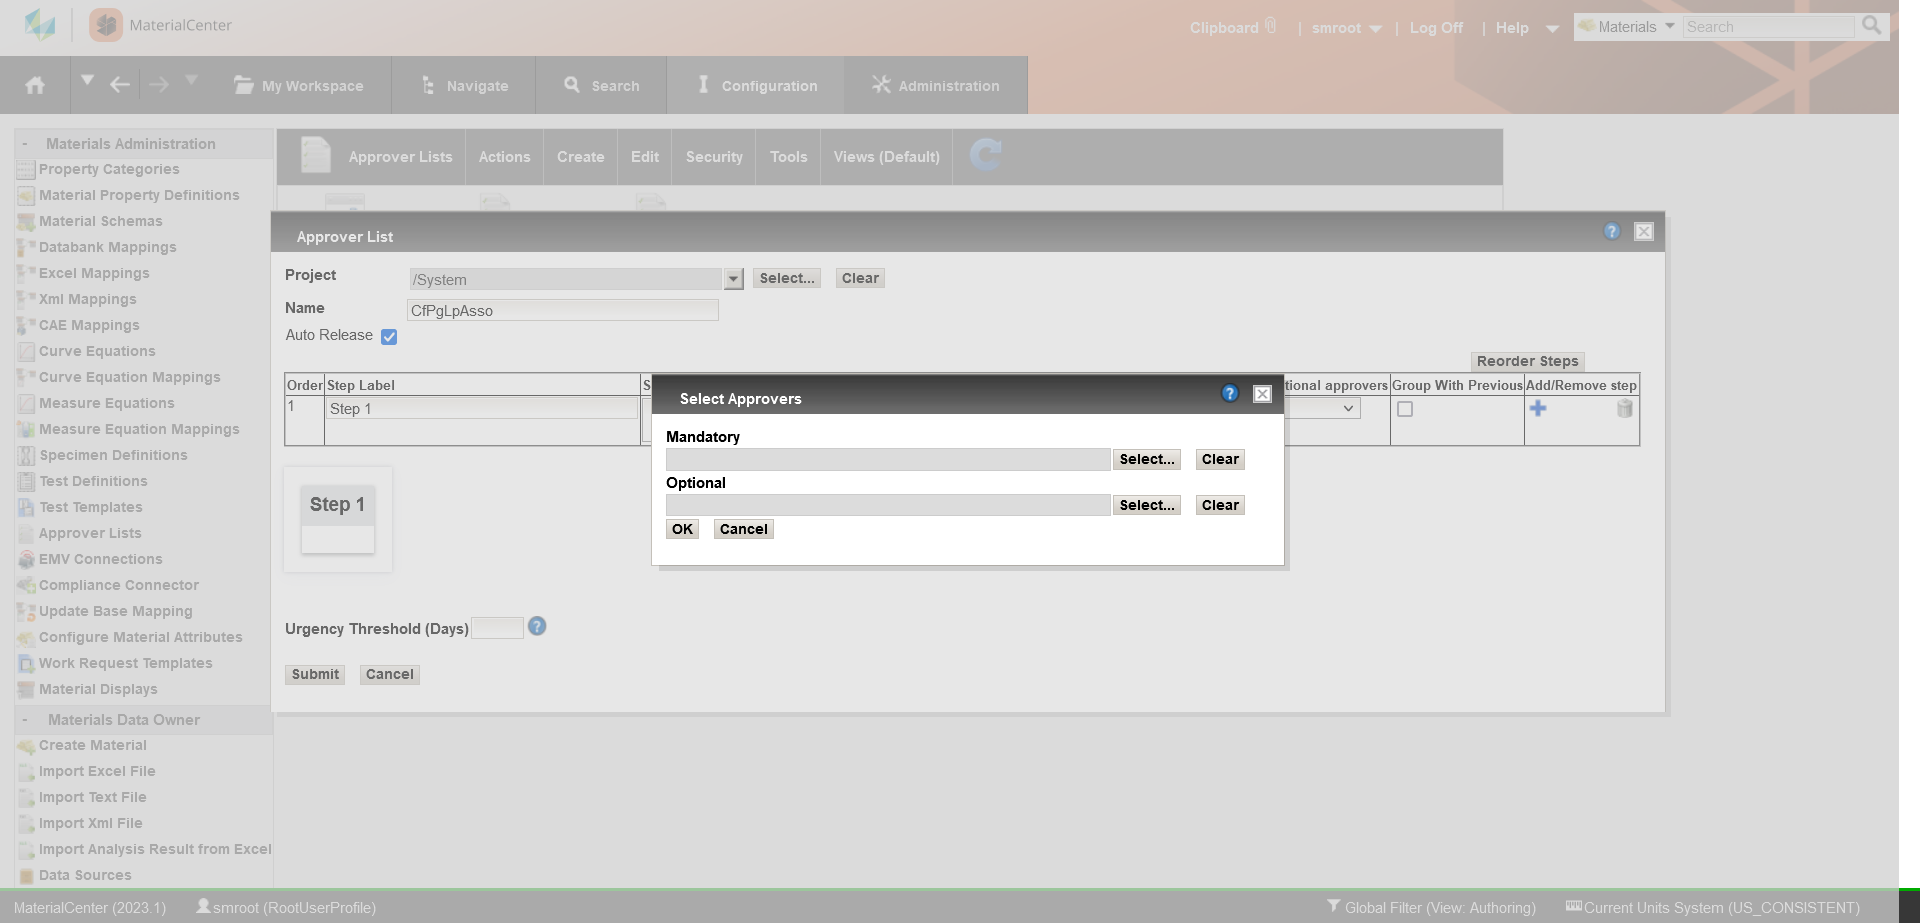 MaterialCenter
Clipboard | smroot | Log Off | Help Materials Search
My Workspace Navigate Search Configuration Administration
- Materials Administration
Property Categories
Material Property Definitions
Material Schemas
Databank Mappings
Excel Mappings
Xml Mappings
CAE Mappings
Curve Equations
Curve Equation Mappings
Measure Equations
Measure Equation Mappings
Specimen Definitions
Test Definitions
Test Templates
Approver Lists
EMV Connections
Compliance Connector
Update Base Mapping
Configure Material Attributes
Work Request Templates
Material Displays
- Materials Data Owner
Create Material
Import Excel File
Import Text File
Import Xml File
Import Analysis Result from Excel
Data Sources
Approver Lists Actions Create Edit Security Tools Views (Default)
Approver List ?
Project /System Select... Clear
Name CfPgLpAsso
Auto Release
Reorder Steps
Order Step Label S tional approvers Group With Previous Add/Remove step
1 Step 1
Select Approvers ?
Mandatory
Select... Clear
Optional
Select... Clear
OK Cancel
Step 1
Urgency Threshold (Days) ?
Submit Cancel
MaterialCenter (2023.1) smroot (RootUserProfile) Global Filter (View: Authoring) Current Units System (US_CONSISTENT)